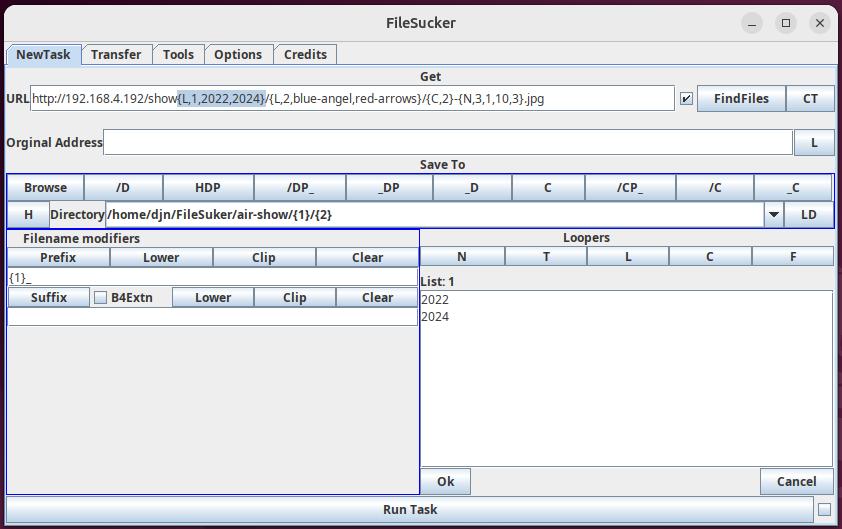 FileSucker
NewTask Transfer Tools Options Credits
Get
URL http://192.168.4.192/show{L,1,2022,2024}/{L,2,blue-angel,red-arrows}/{C,2}-{N,3,1,10,3}.jpg FindFiles CT
Orginal Address L
Save To
Browse /D HDP /DP_ _DP _D C /CP_ /C _C
H Directory /home/djn/FileSuker/air-show/{1}/{2} LD
Filename modifiers
Prefix Lower Clip Clear
{1}_
Suffix B4Extn Lower Clip Clear
Loopers
N T L C F
List: 1
2022
2024
Ok Cancel
Run Task